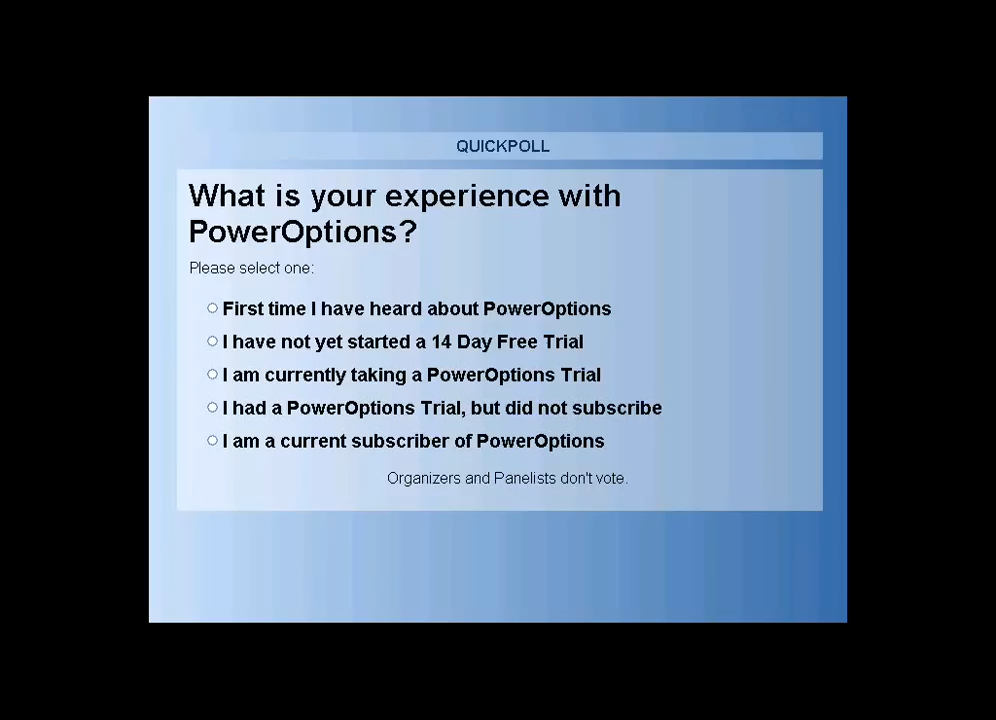 QUICKPOLL
What is your experience with
PowerOptions?
Please select one:
First time I have heard about PowerOptions
I have not yet started a 14 Day Free Trial
I am currently taking a PowerOptions Trial
I had a PowerOptions Trial, but did not subscribe
I am a current subscriber of PowerOptions
Organizers and Panelists don't vote.